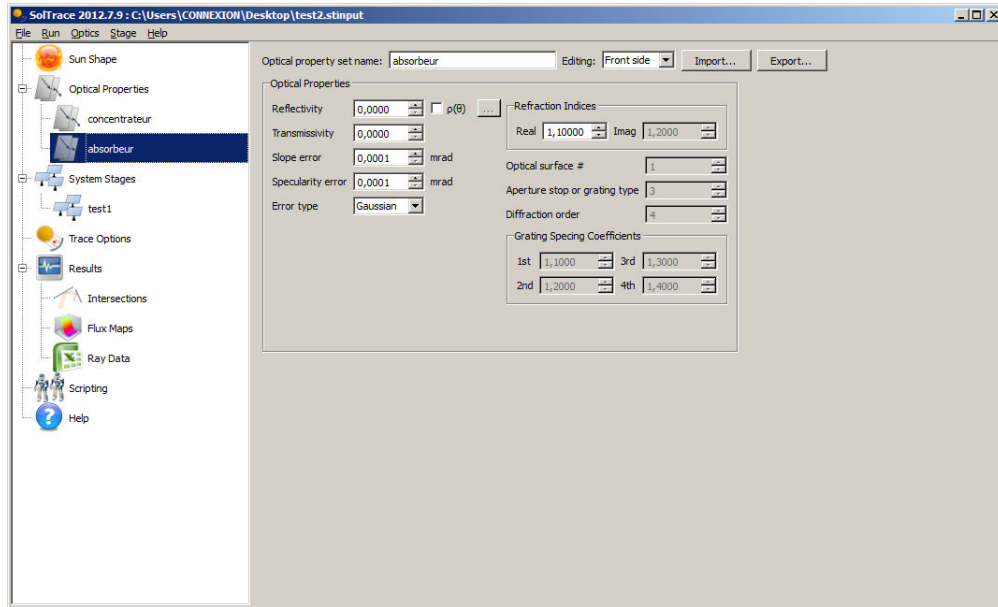 SolTrace 2012.7.9 : C:\Users\CONNEXION\Desktop\test2.stinput
File Run Optics Stage Help
Sun Shape
Optical Properties
concentrateur
absorbeur
System Stages
test1
Trace Options
Results
Intersections
Flux Maps
Ray Data
Scripting
Help
Optical property set name: absorbeur Editing: Front side Import... Export...
Optical Properties
Reflectivity 0,0000 ρ(θ) ...
Transmissivity 0,0000
Slope error 0,0001 mrad
Specularity error 0,0001 mrad
Error type Gaussian
Refraction Indices
Real 1,10000 Imag 1,2000
Optical surface # 1
Aperture stop or grating type 3
Diffraction order 4
Grating Specing Coefficients
1st 1,1000 3rd 1,3000
2nd 1,2000 4th 1,4000